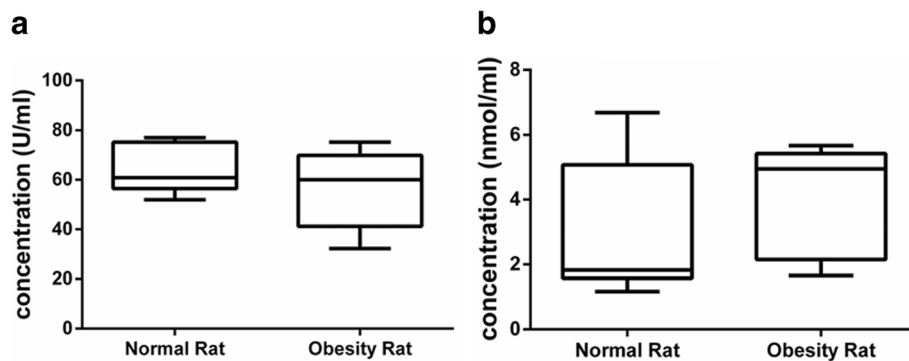 a
concentration (U/ml)
100
80
60
40
20
0
Normal Rat Obesity Rat
b
concentration (nmol/ml)
8
6
4
2
0
Normal Rat Obesity Rat